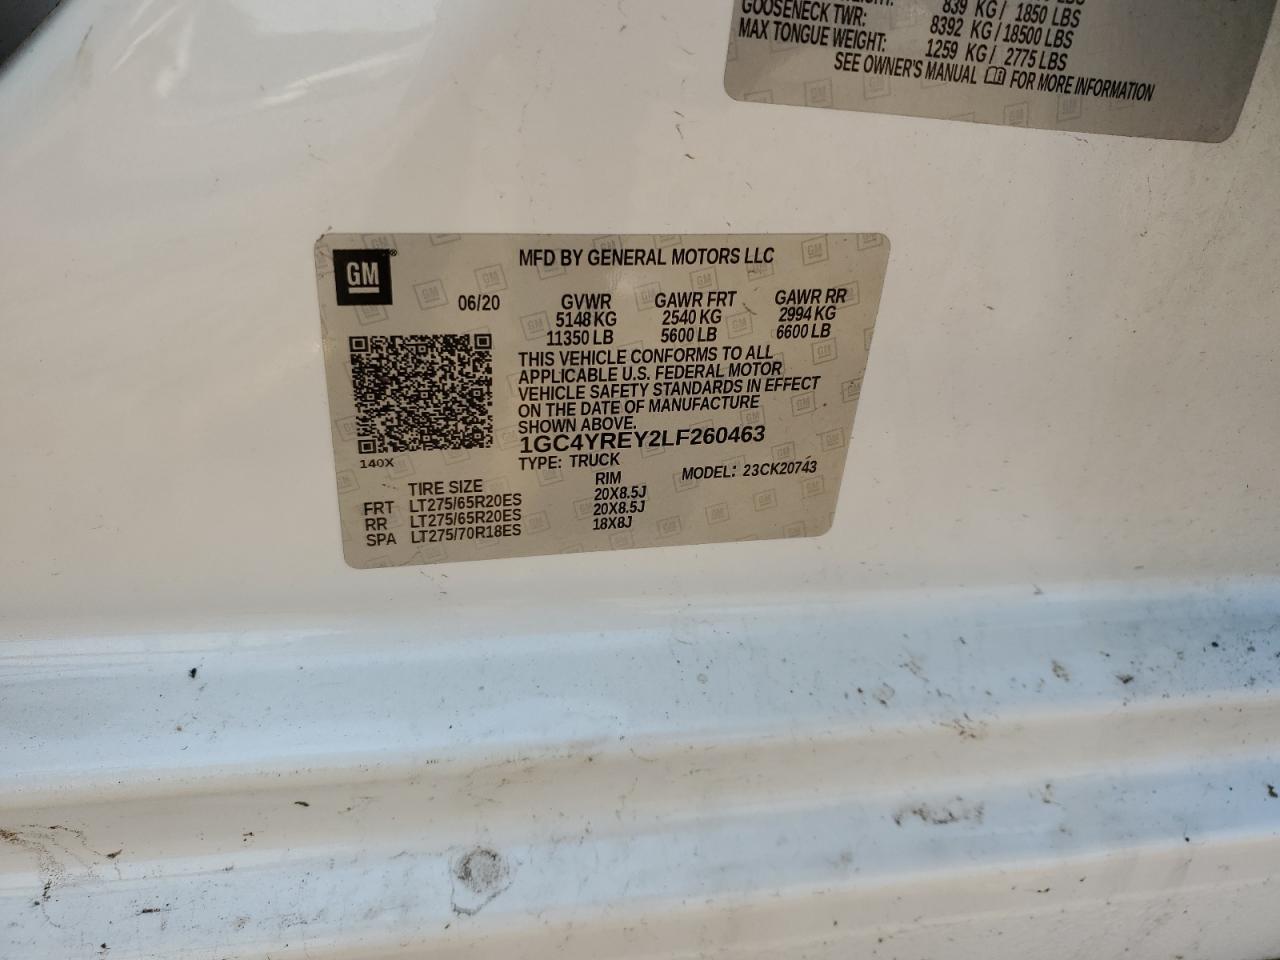 839 KG / 1850 LBS
GOOSENECK TWR: 8392 KG / 18500 LBS
MAX TONGUE WEIGHT: 1259 KG / 2775 LBS
SEE OWNER'S MANUAL FOR MORE INFORMATION
GM ®
MFD BY GENERAL MOTORS LLC
06/20 GVWR GAWR FRT GAWR RR
5148 KG 2540 KG 2994 KG
11350 LB 5600 LB 6600 LB
THIS VEHICLE CONFORMS TO ALL
APPLICABLE U.S. FEDERAL MOTOR
VEHICLE SAFETY STANDARDS IN EFFECT
ON THE DATE OF MANUFACTURE
SHOWN ABOVE.
1GC4YREY2LF260463
140X
TYPE: TRUCK MODEL: 23CK20743
TIRE SIZE RIM
FRT LT275/65R20ES 20X8.5J
RR LT275/65R20ES 20X8.5J
SPA LT275/70R18ES 18X8J